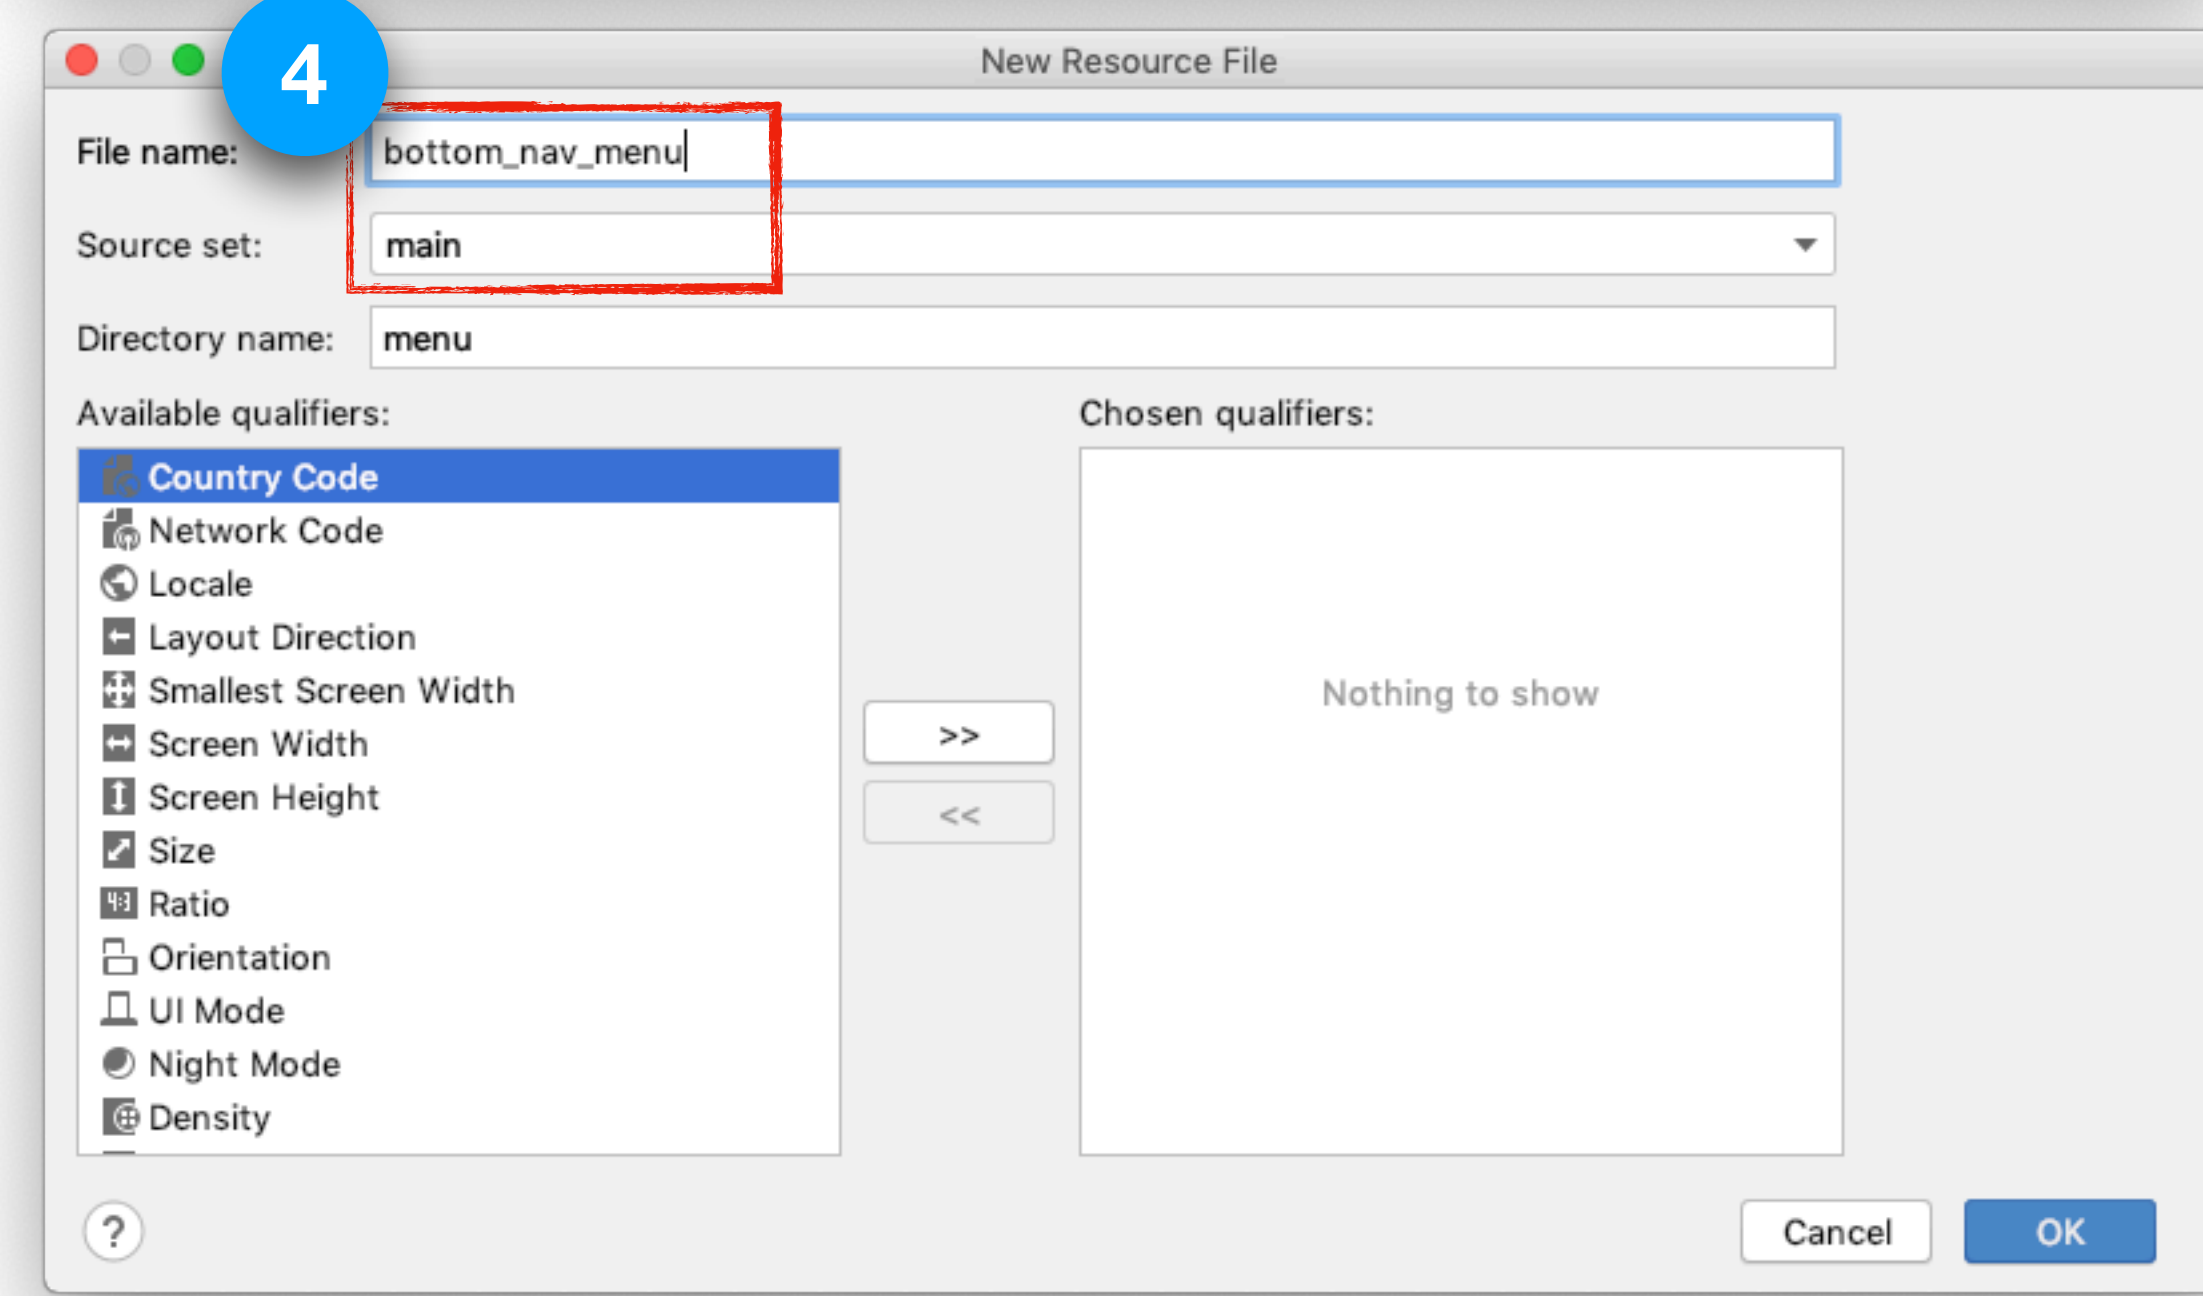 4
New Resource File
File name:
bottom_nav_menu
Source set:
main
Directory name:
menu
Available qualifiers:
Chosen qualifiers:
Country Code
Network Code
Locale
Layout Direction
Smallest Screen Width
Screen Width
Screen Height
Size
4:3 Ratio
Orientation
UI Mode
Night Mode
Density
>>
<<
Nothing to show
?
Cancel
OK